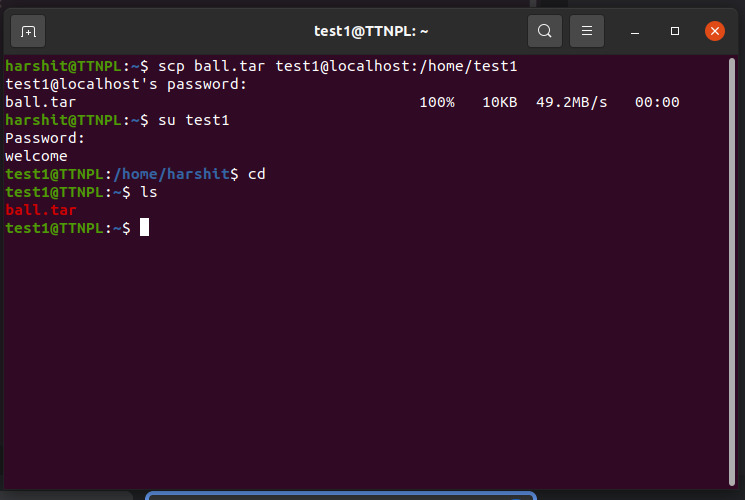 test1@TTNPL: ~
harshit@TTNPL:~$ scp ball.tar test1@localhost:/home/test1
test1@localhost's password:
ball.tar 100% 10KB 49.2MB/s 00:00
harshit@TTNPL:~$ su test1
Password:
welcome
test1@TTNPL:/home/harshit$ cd
test1@TTNPL:~$ ls
ball.tar
test1@TTNPL:~$